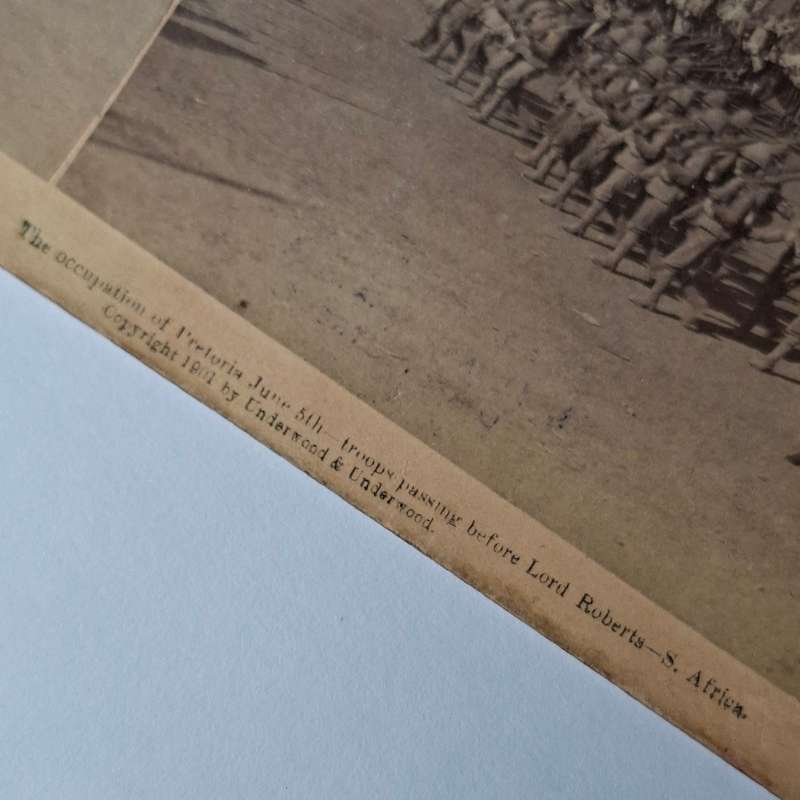 The occupation of Pretoria June 5th—troops passing before Lord Roberts—S. Africa.
Copyright 1901 by Underwood & Underwood.